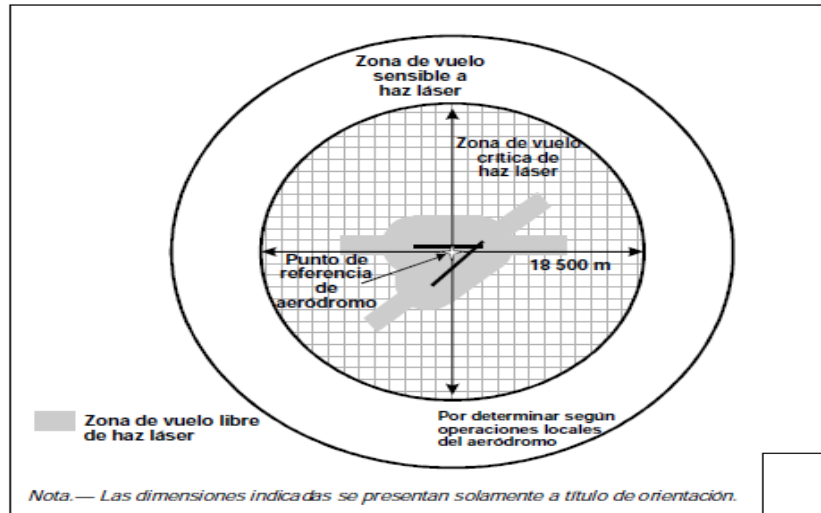 Zona de vuelo
sensible a
haz láser
Zona de vuelo
crítica de
haz láser
Punto de
referencia
de
aeródromo
18 500 m
Por determinar según
operaciones locales
del aeródromo
Zona de vuelo libre
de haz láser
Nota.— Las dimensiones indicadas se presentan solamente a título de orientación.